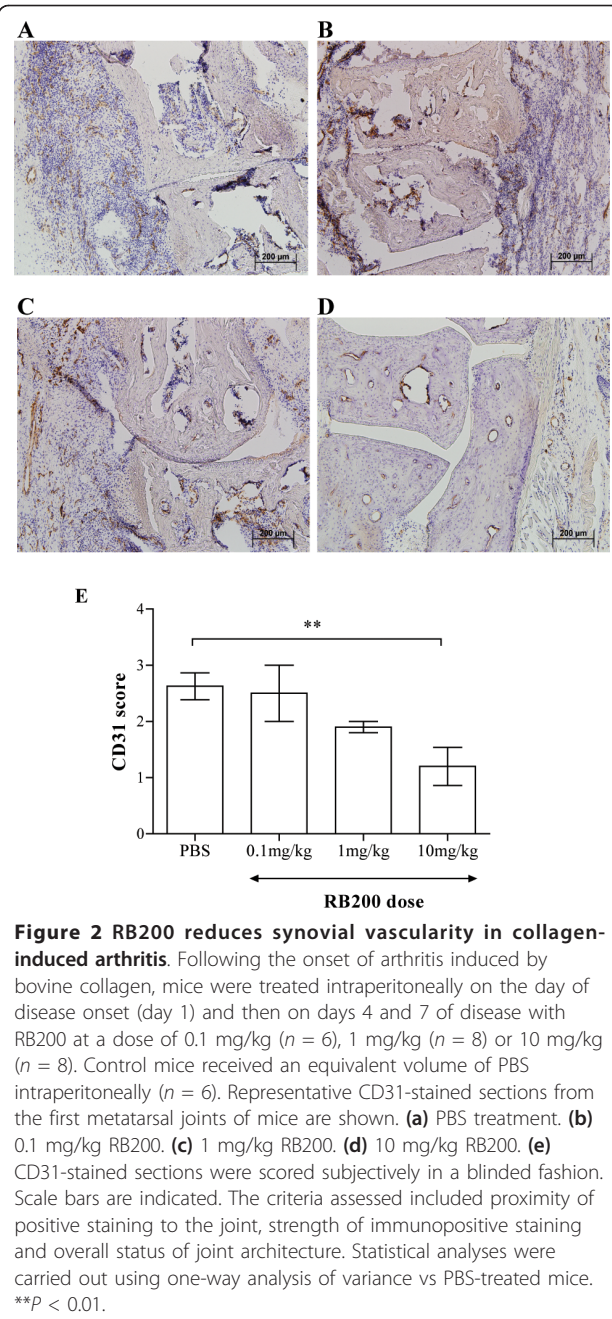 A
B
200 µm
200 µm
C
D
200 µm
200 µm
E
4
3
2
1
0
CD31 score
**
PBS
0.1mg/kg
1mg/kg
10mg/kg
RB200 dose
Figure 2 RB200 reduces synovial vascularity in collagen-
induced arthritis. Following the onset of arthritis induced by
bovine collagen, mice were treated intraperitoneally on the day of
disease onset (day 1) and then on days 4 and 7 of disease with
RB200 at a dose of 0.1 mg/kg (n = 6), 1 mg/kg (n = 8) or 10 mg/kg
(n = 8). Control mice received an equivalent volume of PBS
intraperitoneally (n = 6). Representative CD31-stained sections from
the first metatarsal joints of mice are shown. (a) PBS treatment. (b)
0.1 mg/kg RB200. (c) 1 mg/kg RB200. (d) 10 mg/kg RB200. (e)
CD31-stained sections were scored subjectively in a blinded fashion.
Scale bars are indicated. The criteria assessed included proximity of
positive staining to the joint, strength of immunopositive staining
and overall status of joint architecture. Statistical analyses were
carried out using one-way analysis of variance vs PBS-treated mice.
**P < 0.01.